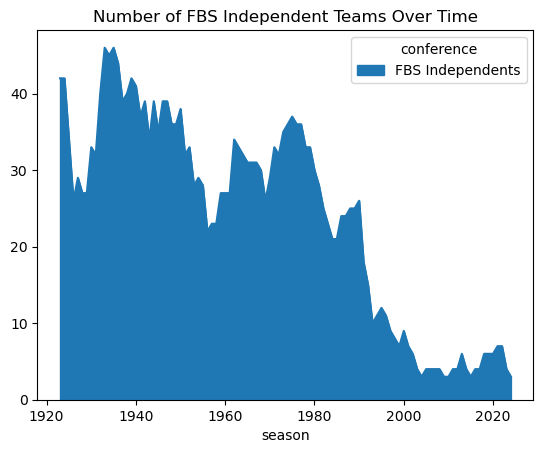 Number of FBS Independent Teams Over Time
conference
FBS Independents
40
30
20
10
0
1920 1940 1960 1980 2000 2020
season